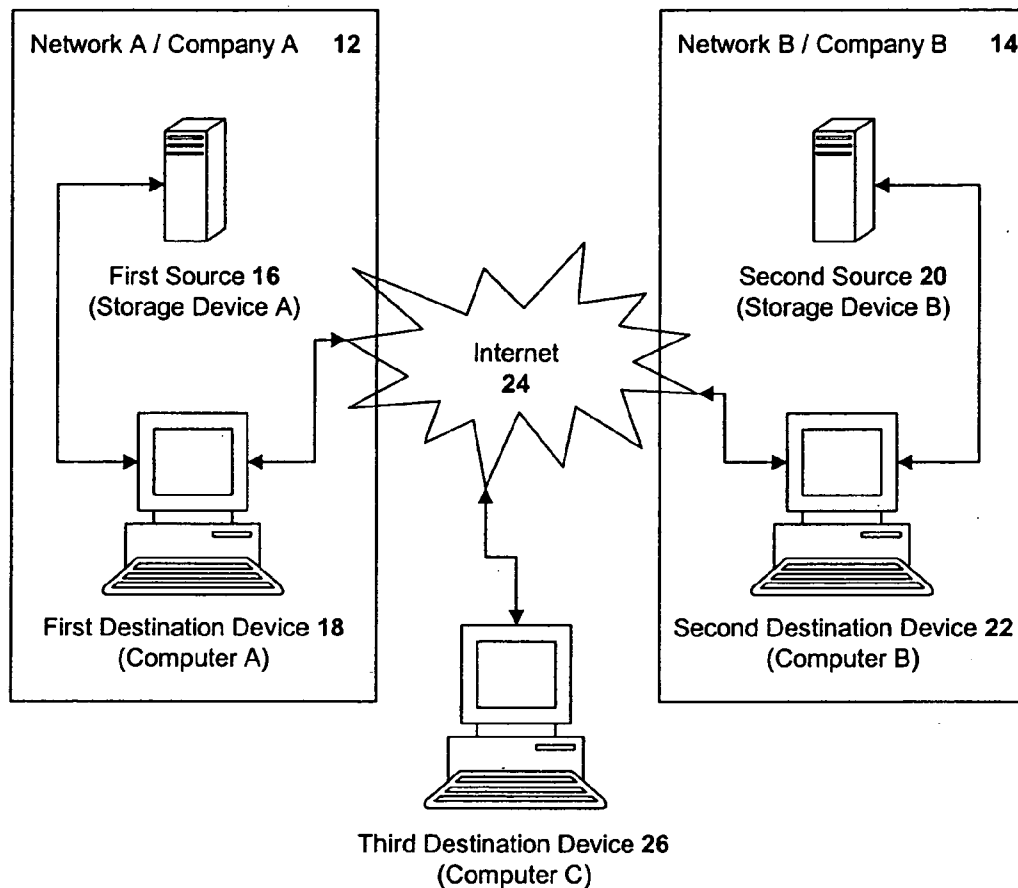 Network A / Company A 12
Network B / Company B 14
First Source 16
(Storage Device A)
Second Source 20
(Storage Device B)
Internet
24
First Destination Device 18
(Computer A)
Second Destination Device 22
(Computer B)
Third Destination Device 26
(Computer C)